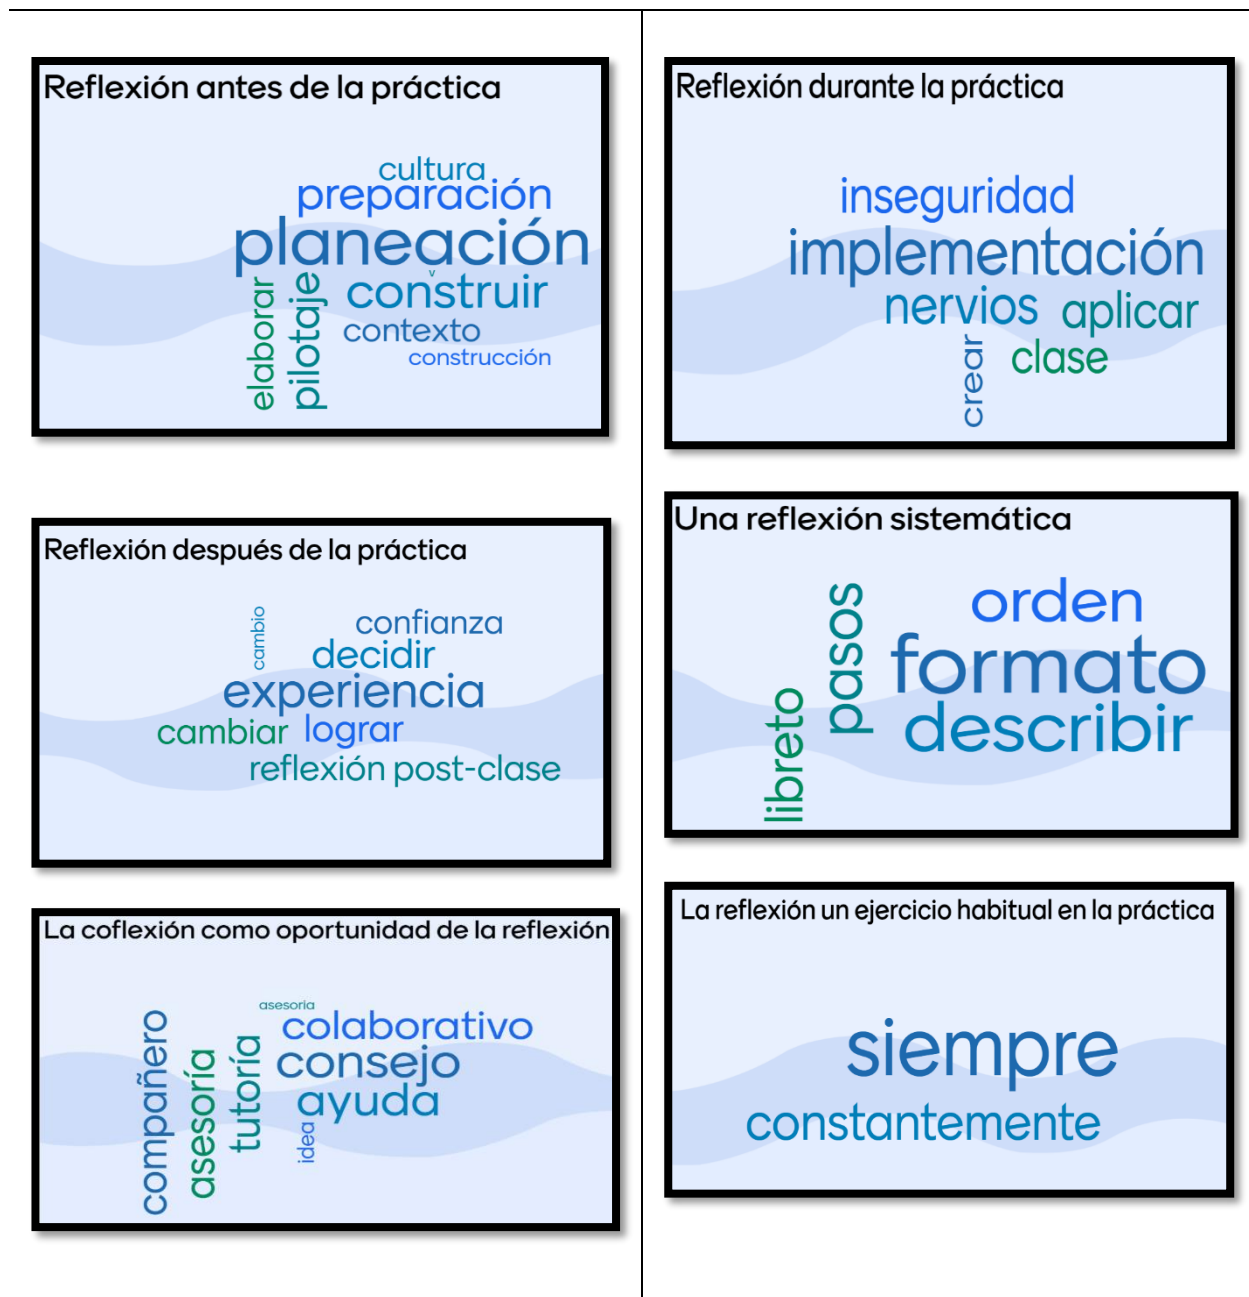 Reflexión antes de la práctica
cultura
preparación
planeación
v
construir
elaborar
pilotaje
contexto
construcción
Reflexión después de la práctica
cambio
confianza
decidir
experiencia
cambiar lograr
reflexión post-clase
La coflexión como oportunidad de la reflexión
asesoria
colaborativo
compañero
asesoría
tutoría
consejo
ayuda
idea
Reflexión durante la práctica
inseguridad
implementación
nervios aplicar
crear
clase
Una reflexión sistemática
orden
pasos
formato
libreto
describir
La reflexión un ejercicio habitual en la práctica
siempre
constantemente